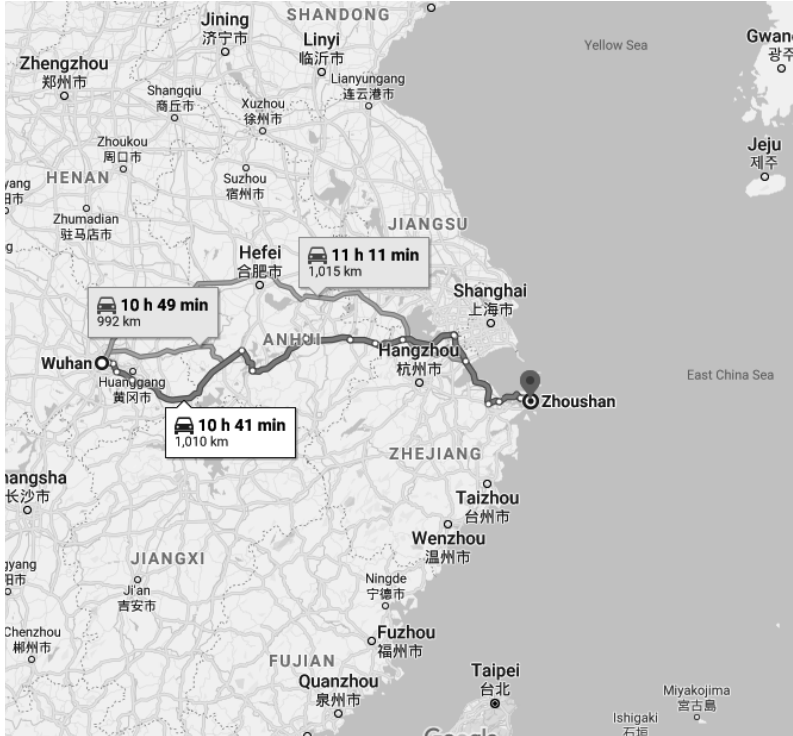 SHANDONG
Jining
济宁市
Linyi
临沂市
Yellow Sea
Zhengzhou
郑州市
Lianyungang
连云港市
Shangqiu
商丘市
Xuzhou
徐州市
Jeju
제주
Zhoukou
周口市
HENAN
Suzhou
宿州市
Zhumadian
驻马店市
JIANGSU
Hefei
合肥市
11 h 11 min
1,015 km
Shanghai
上海市
10 h 49 min
992 km
ANHUI
Hangzhou
杭州市
Wuhan
Huanggang
黄冈市
East China Sea
Zhoushan
10 h 41 min
1,010 km
ZHEJIANG
长沙市
Taizhou
台州市
Wenzhou
温州市
JIANGXI
Ji'an
吉安市
Ningde
宁德市
Chenzhou
郴州市
Fuzhou
福州市
FUJIAN
Quanzhou
泉州市
Taipei
台北
Miyakojima
宮古島
Ishigaki
石垣
Google